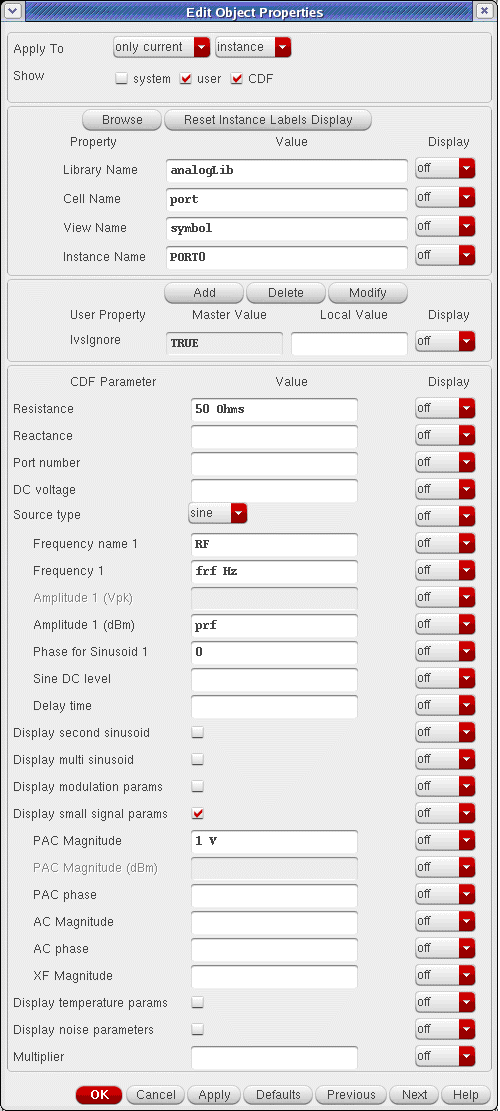 Edit Object Properties
Apply To only current instance
Show system user CDF
Browse Reset Instance Labels Display
Property Value Display
Library Name analogLib off
Cell Name port off
View Name symbol off
Instance Name PORT0 off
Add Delete Modify
User Property Master Value Local Value Display
lvsIgnore TRUE off
CDF Parameter Value Display
Resistance 50 Ohms off
Reactance off
Port number off
DC voltage off
Source type sine off
Frequency name 1 RF off
Frequency 1 frf Hz off
Amplitude 1 (Vpk) off
Amplitude 1 (dBm) prf off
Phase for Sinusoid 1 0 off
Sine DC level off
Delay time off
Display second sinusoid off
Display multi sinusoid off
Display modulation params off
Display small signal params off
PAC Magnitude 1 V off
PAC Magnitude (dBm) off
PAC phase off
AC Magnitude off
AC phase off
XF Magnitude off
Display temperature params off
Display noise parameters off
Multiplier off
OK Cancel Apply Defaults Previous Next Help